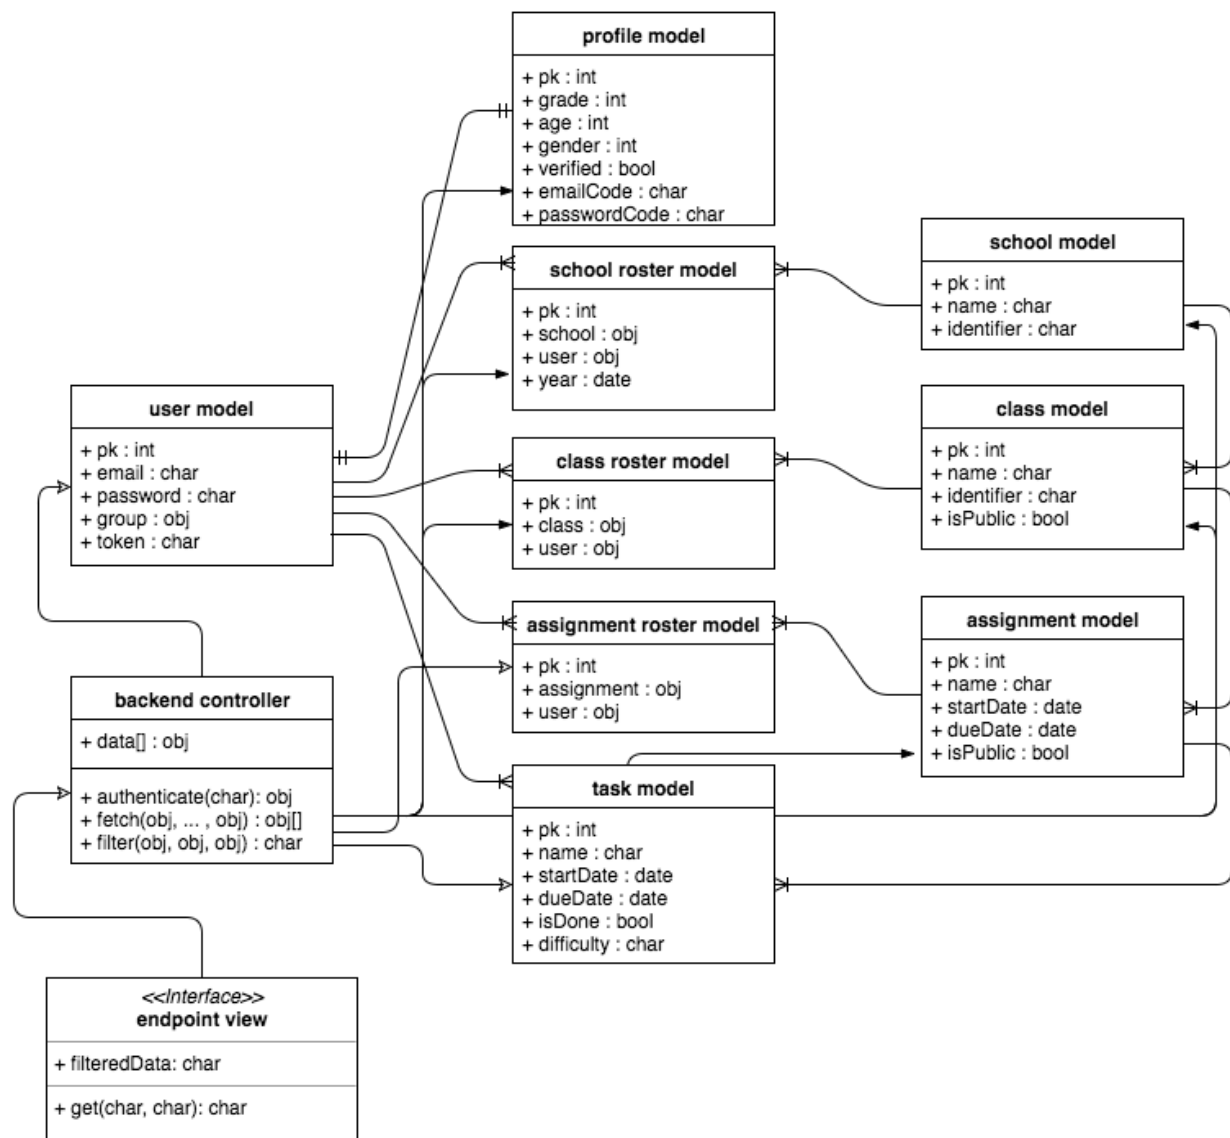 profile model
+ pk : int
+ grade : int
+ age : int
+ gender : int
+ verified : bool
+ emailCode : char
+ passwordCode : char
school roster model
+ pk : int
+ school : obj
+ user : obj
+ year : date
school model
+ pk : int
+ name : char
+ identifier : char
user model
+ pk : int
+ email : char
+ password : char
+ group : obj
+ token : char
class roster model
+ pk : int
+ class : obj
+ user : obj
class model
+ pk : int
+ name : char
+ identifier : char
+ isPublic : bool
assignment roster model
+ pk : int
+ assignment : obj
+ user : obj
assignment model
+ pk : int
+ name : char
+ startDate : date
+ dueDate : date
+ isPublic : bool
backend controller
+ data[] : obj
+ authenticate(char): obj
+ fetch(obj, ... , obj) : obj[]
+ filter(obj, obj, obj) : char
task model
+ pk : int
+ name : char
+ startDate : date
+ dueDate : date
+ isDone : bool
+ difficulty : char
<<Interface>>
endpoint view
+ filteredData: char
+ get(char, char): char